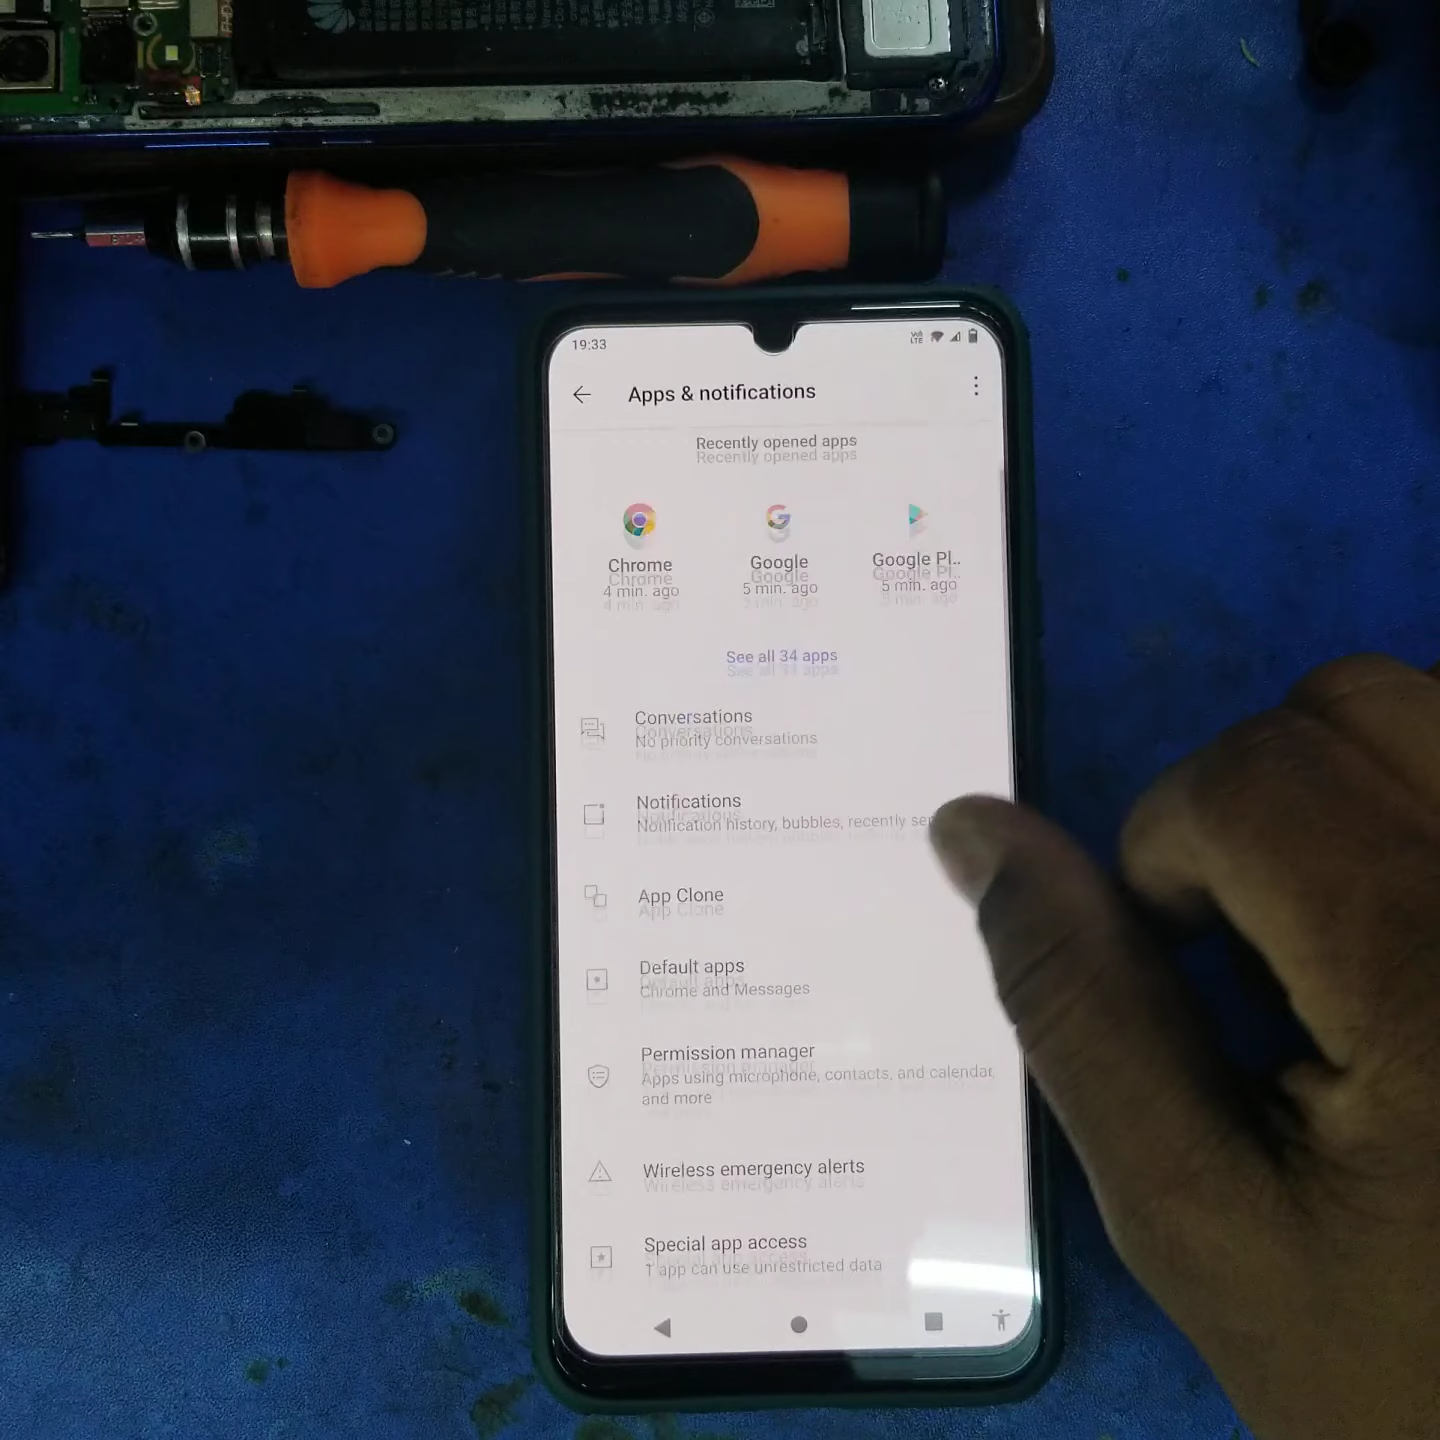 19:33
Vo)) LTE
Apps & notifications
Recently opened apps
Chrome
4 min. ago
Google
5 min. ago
Google Pl..
5 min. ago
See all 34 apps
Conversations
No priority conversations
Notifications
Notification history, bubbles, recently
App Clone
Default apps
Chrome and Messages
Permission manager
Apps using microphone, contacts, and calendar,
and more
Wireless emergency alerts
Special app access
1 app can use unrestricted data